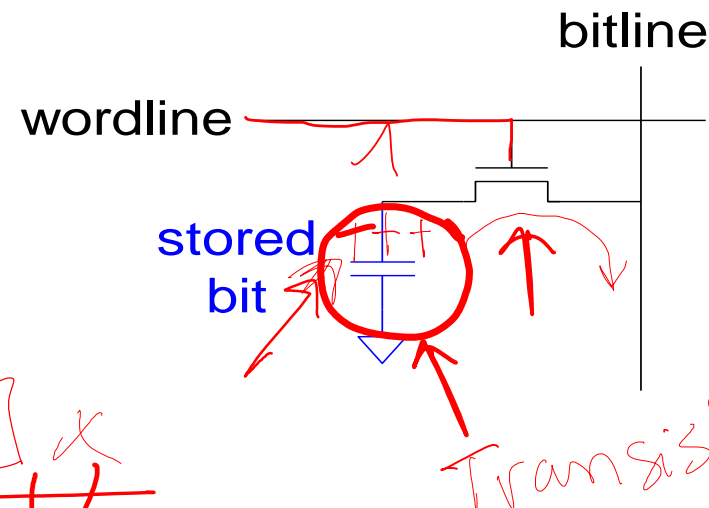 bitline
wordline
stored
bit
+ + +
] x
Transis